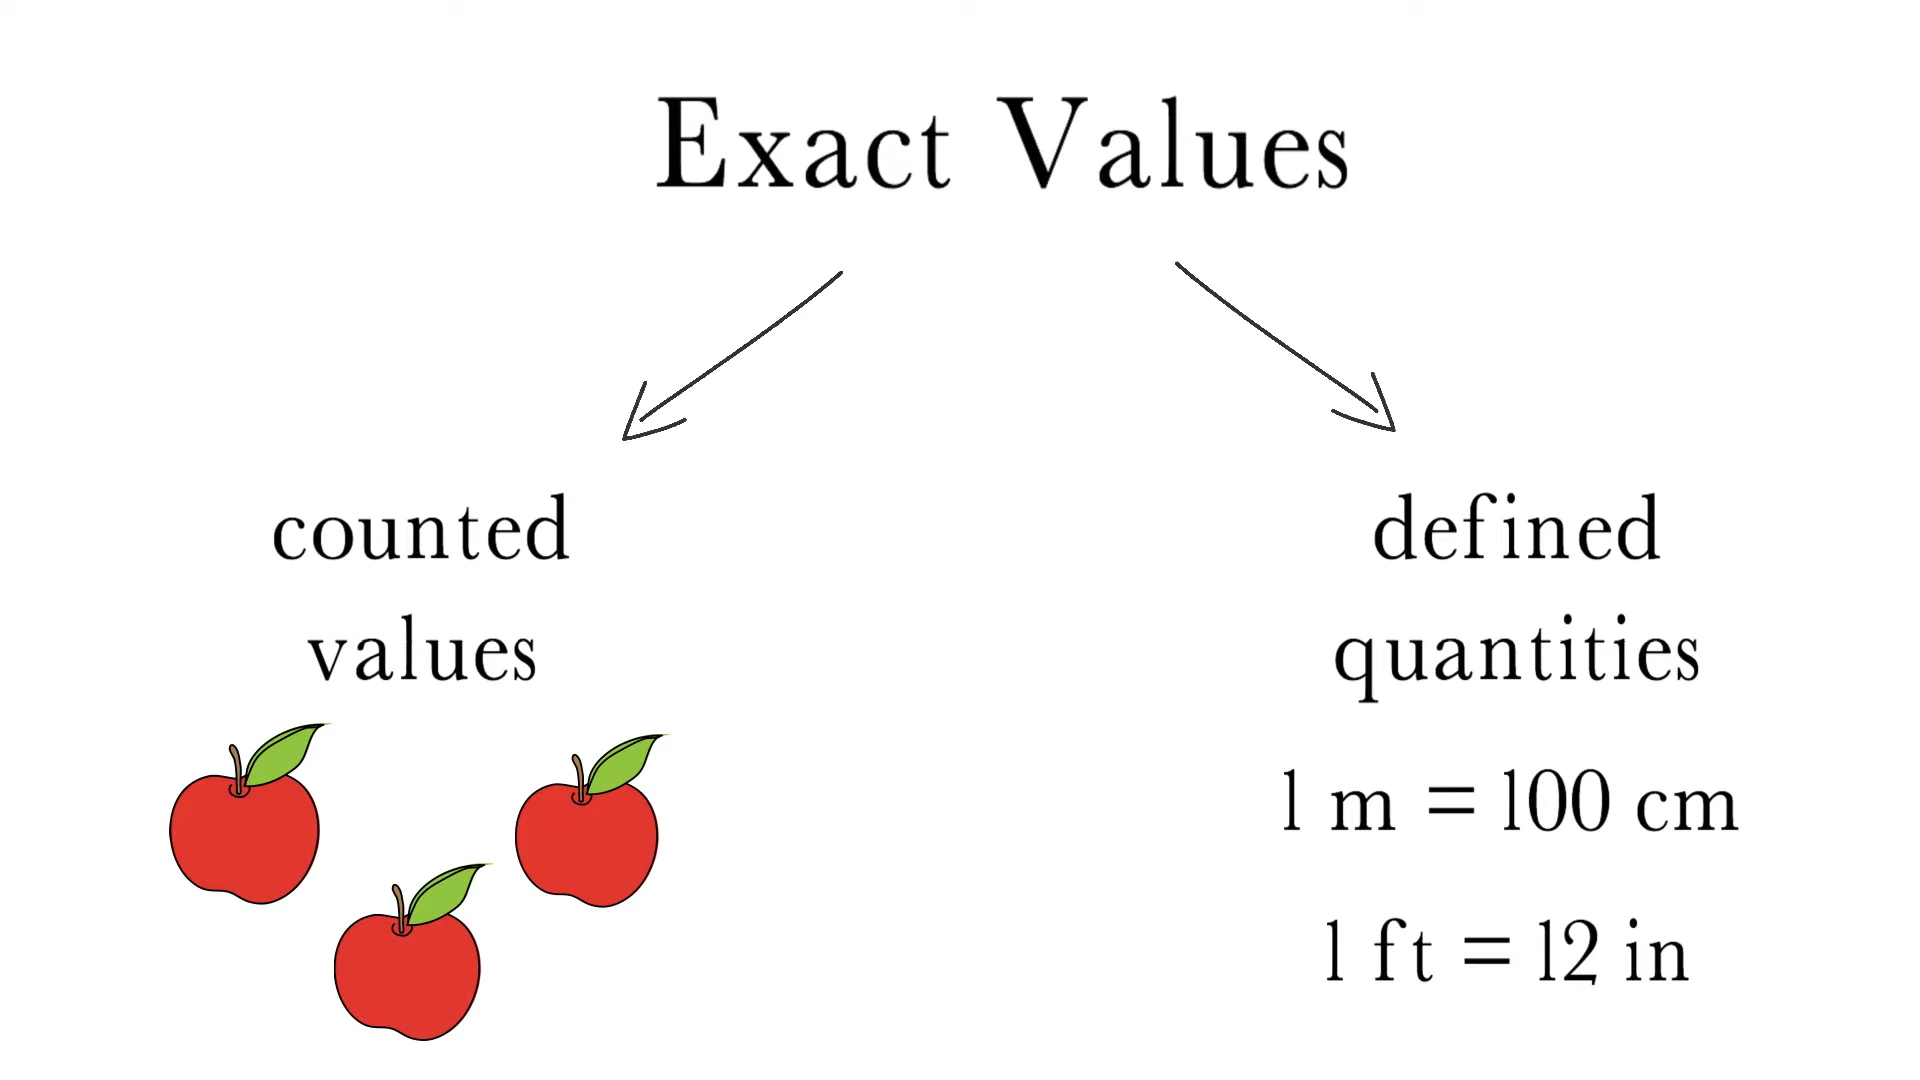 Exact Values
counted
values
defined
quantities
1 m = 100 cm
1 ft = 12 in